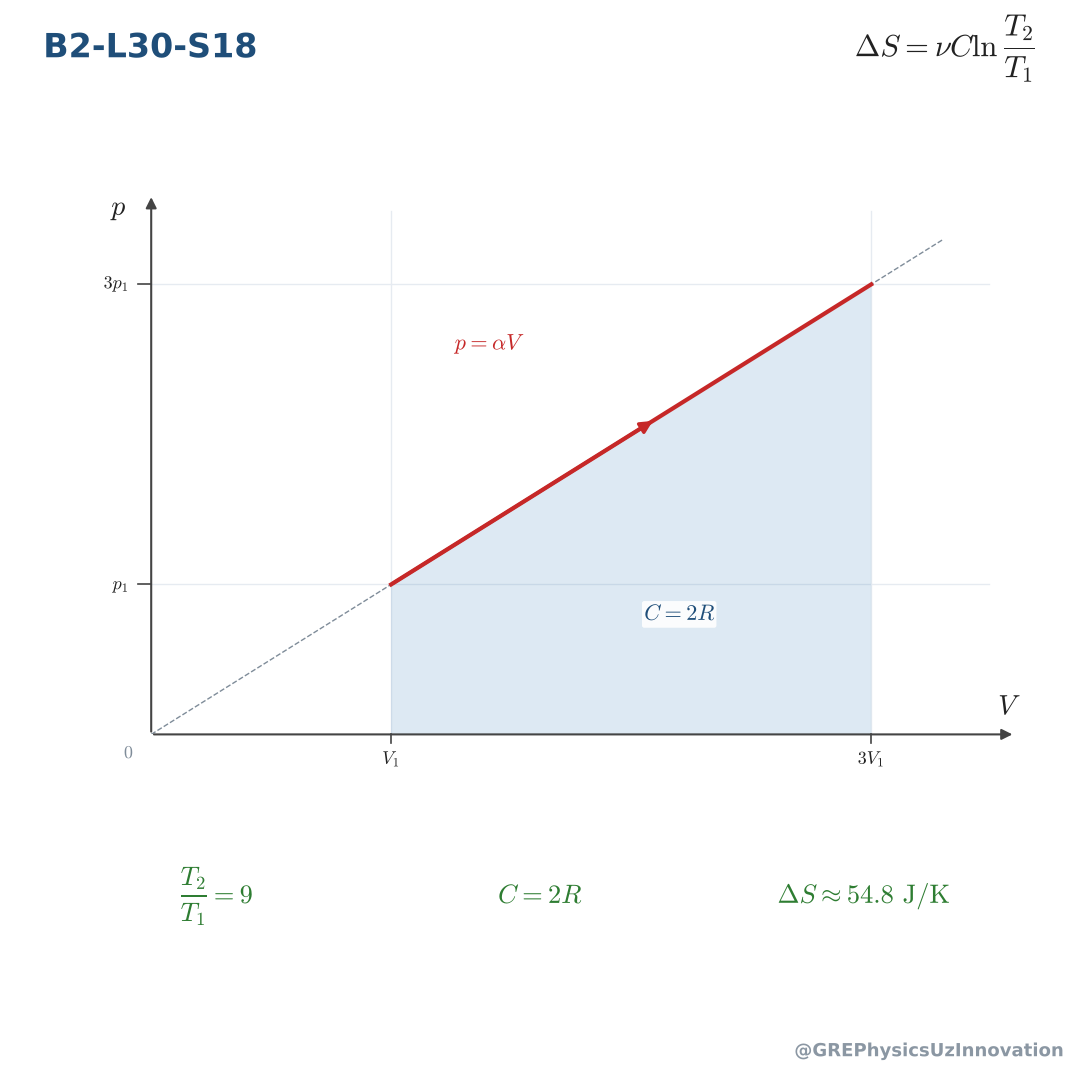 B2-L30-S18
ΔS = νC ln T₂/T₁
p
3p₁
p = αV
p₁
C = 2R
V
0
V₁
3V₁
T₂/T₁ = 9
C = 2R
ΔS ≈ 54.8 J/K
@GREPhysicsUzInnovation